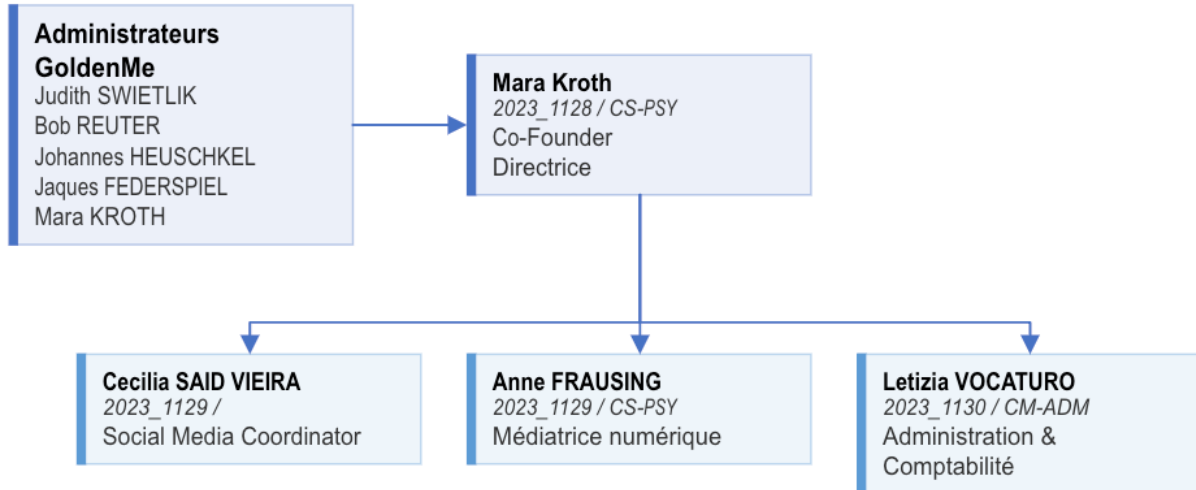 Administrateurs
GoldenMe
Judith SWIETLIK
Bob REUTER
Johannes HEUSCHKEL
Jaques FEDERSPIEL
Mara KROTH
Mara Kroth
2023_1128 / CS-PSY
Co-Founder
Directrice
Cecilia SAID VIEIRA
2023_1129 /
Social Media Coordinator
Anne FRAUSING
2023_1129 / CS-PSY
Médiatrice numérique
Letizia VOCATURO
2023_1130 / CM-ADM
Administration &
Comptabilité